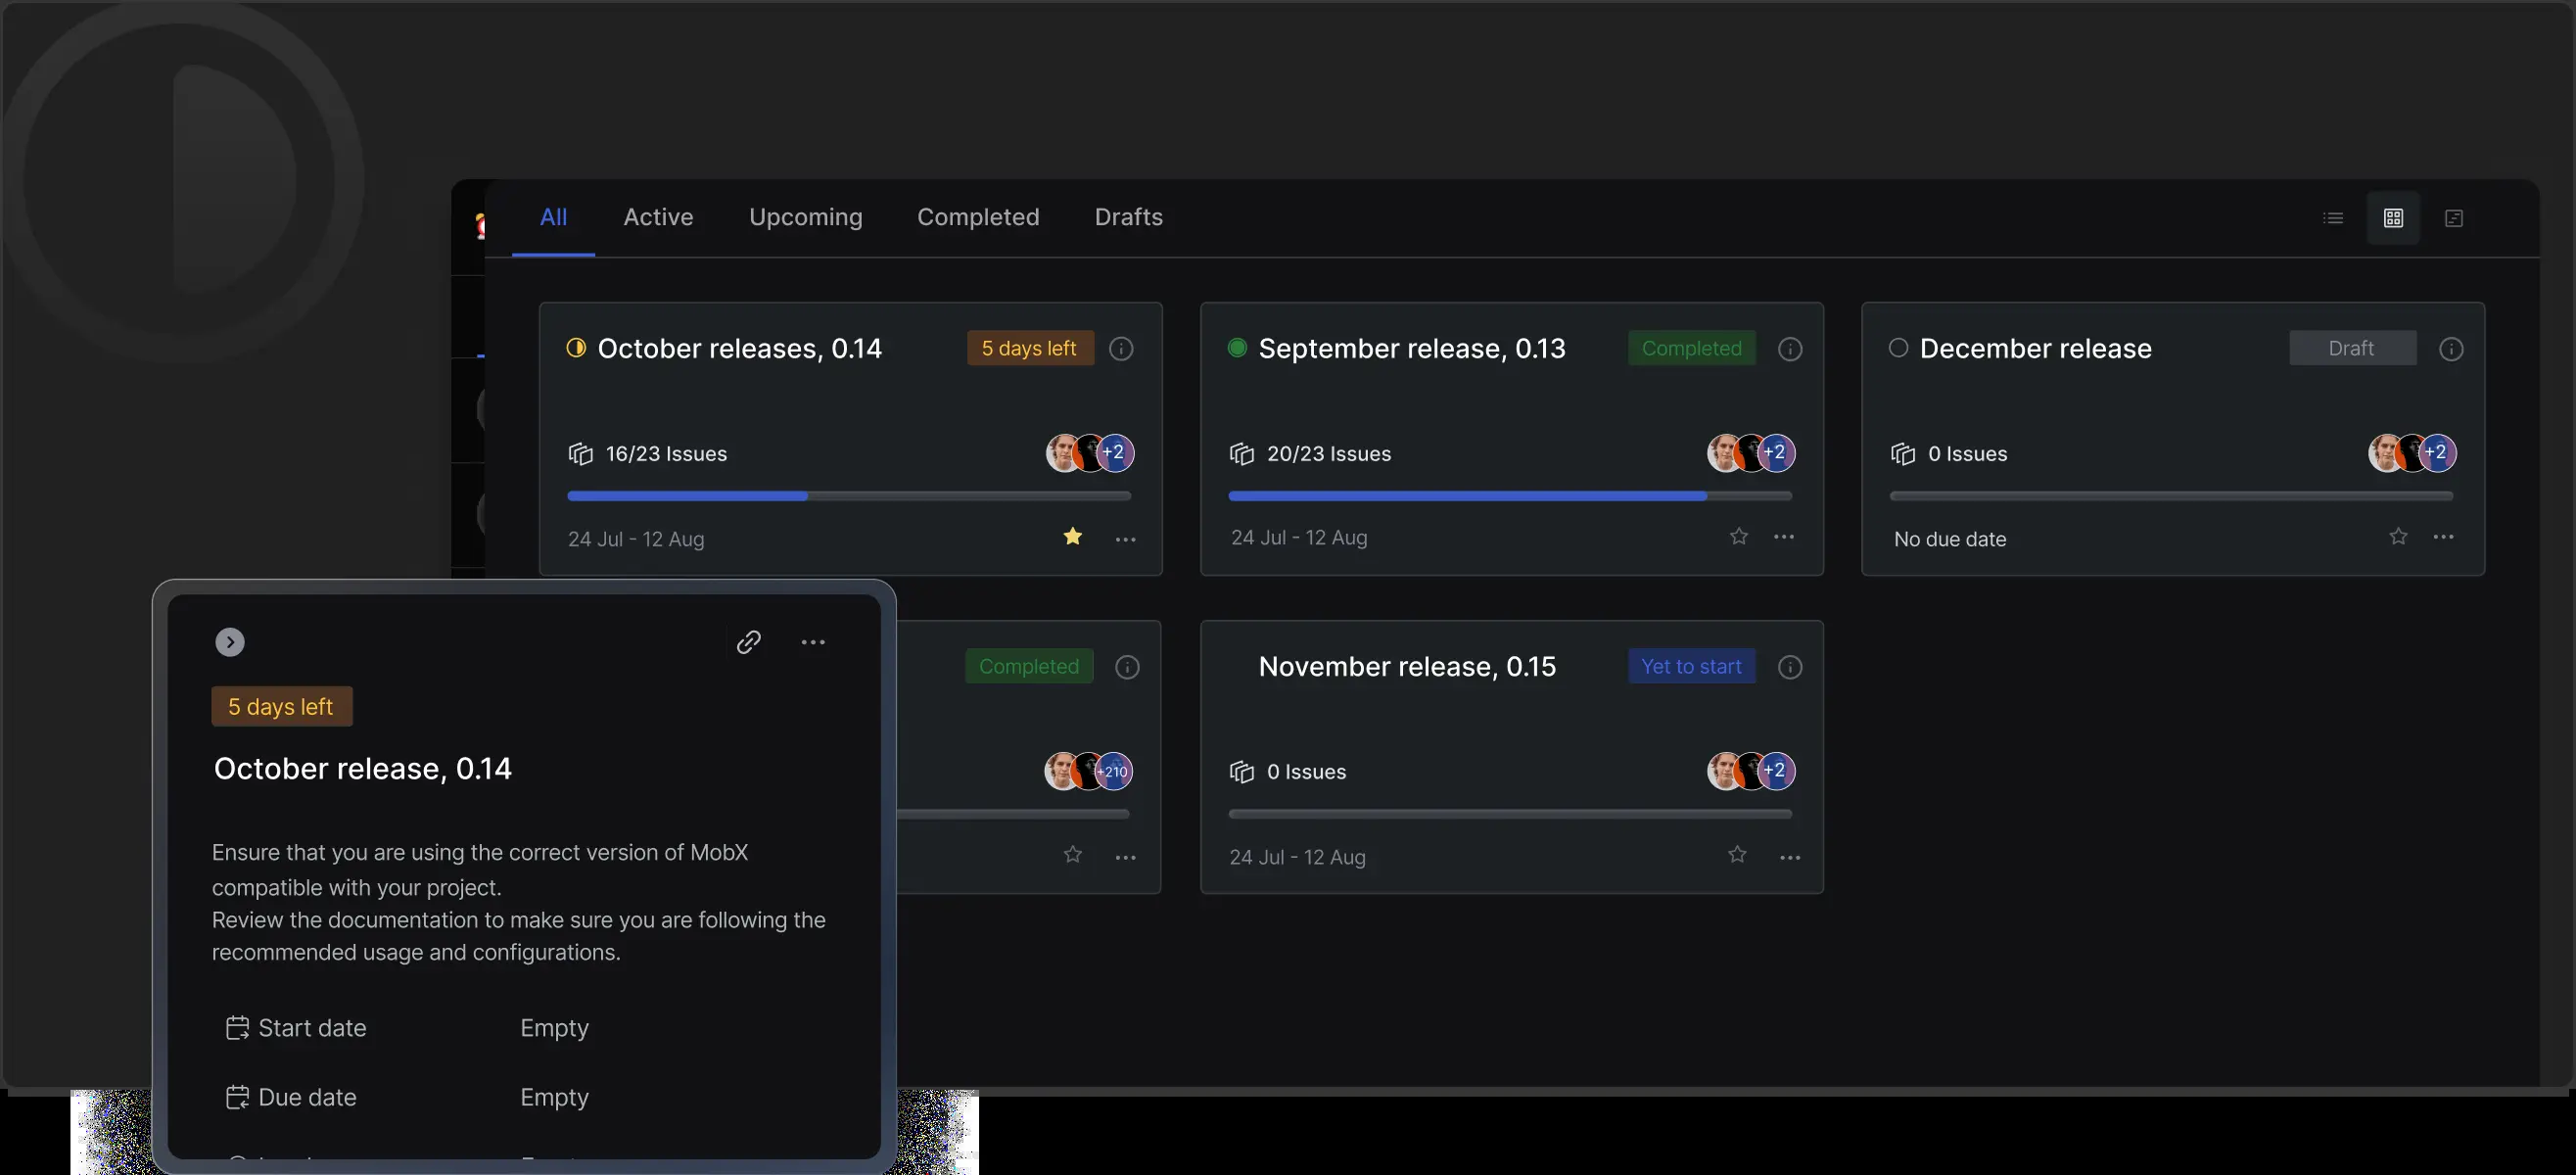 All
Active
Upcoming
Completed
Drafts
October releases, 0.14
5 days left
16/23 Issues
+2
24 Jul - 12 Aug
September release, 0.13
Completed
20/23 Issues
+2
24 Jul - 12 Aug
December release
Draft
0 Issues
+2
No due date
Completed
+210
November release, 0.15
Yet to start
0 Issues
+2
24 Jul - 12 Aug
5 days left
October release, 0.14
Ensure that you are using the correct version of MobX
compatible with your project.
Review the documentation to make sure you are following the
recommended usage and configurations.
Start date
Empty
Due date
Empty